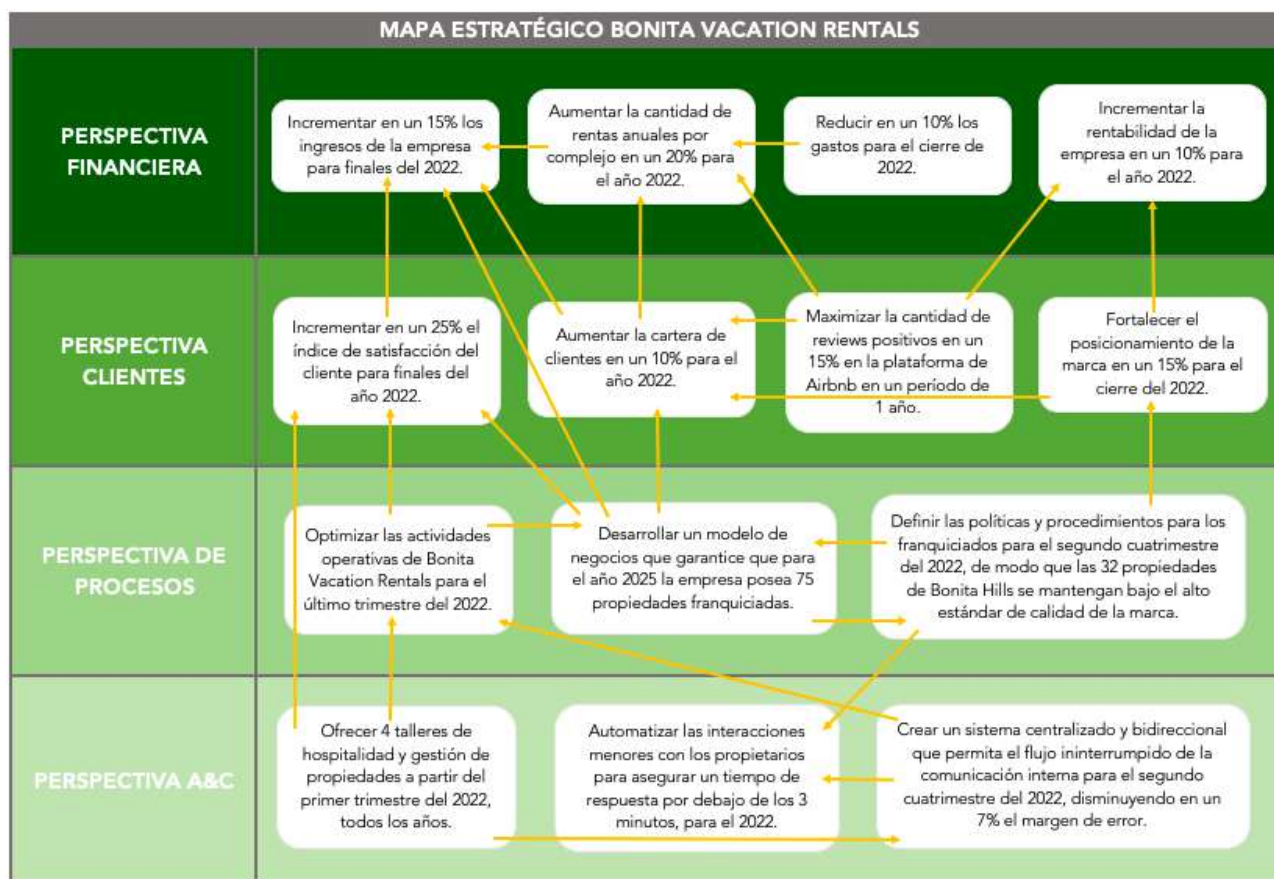 MAPA ESTRATÉGICO BONITA VACATION RENTALS
PERSPECTIVA
FINANCIERA
Incrementar en un 15% los
ingresos de la empresa
para finales del 2022.
Aumentar la cantidad de
rentas anuales por
complejo en un 20% para
el año 2022.
Reducir en un 10% los
gastos para el cierre de
2022.
Incrementar la
rentabilidad de la
empresa en un 10% para
el año 2022.
PERSPECTIVA
CLIENTES
Incrementar en un 25% el
índice de satisfacción del
cliente para finales del
año 2022.
Aumentar la cartera de
clientes en un 10% para el
año 2022.
Maximizar la cantidad de
reviews positivos en un
15% en la plataforma de
Airbnb en un período de
1 año.
Fortalecer el
posicionamiento de la
marca en un 15% para el
cierre del 2022.
PERSPECTIVA DE
PROCESOS
Optimizar las actividades
operativas de Bonita
Vacation Rentals para el
último trimestre del 2022.
Desarrollar un modelo de
negocios que garantice que para
el año 2025 la empresa posea 75
propiedades franquiciadas.
Definir las políticas y procedimientos para los
franquiciados para el segundo cuatrimestre
del 2022, de modo que las 32 propiedades
de Bonita Hills se mantengan bajo el alto
estándar de calidad de la marca.
PERSPECTIVA A&C
Ofrecer 4 talleres de
hospitalidad y gestión de
propiedades a partir del
primer trimestre del 2022,
todos los años.
Automatizar las interacciones
menores con los propietarios
para asegurar un tiempo de
respuesta por debajo de los 3
minutos, para el 2022.
Crear un sistema centralizado y bidireccional
que permita el flujo ininterrumpido de la
comunicación interna para el segundo
cuatrimestre del 2022, disminuyendo en un
7% el margen de error.